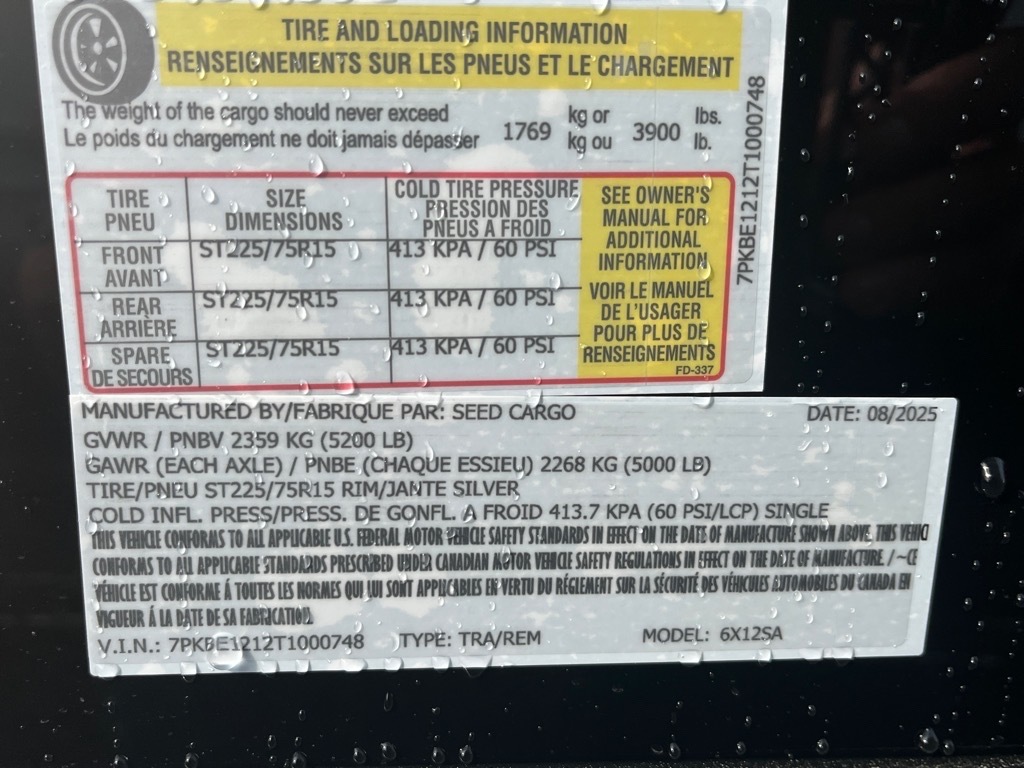 TIRE AND LOADING INFORMATION
RENSEIGNEMENTS SUR LES PNEUS ET LE CHARGEMENT
The weight of the cargo should never exceed
Le poids du chargement ne doit jamais dépasser
1769 kg or 3900 lbs.
kg ou lb.
7PKBE1212T1000748
TIRE
PNEU
SIZE
DIMENSIONS
COLD TIRE PRESSURE
PRESSION DES
PNEUS A FROID
FRONT
AVANT
ST225/75R15
413 KPA / 60 PSI
REAR
ARRIÈRE
ST225/75R15
413 KPA / 60 PSI
SPARE
DE SECOURS
ST225/75R15
413 KPA / 60 PSI
SEE OWNER'S
MANUAL FOR
ADDITIONAL
INFORMATION
VOIR LE MANUEL
DE L'USAGER
POUR PLUS DE
RENSEIGNEMENTS
FD-337
MANUFACTURED BY/FABRIQUE PAR: SEED CARGO DATE: 08/2025
GVWR / PNBV 2359 KG (5200 LB)
GAWR (EACH AXLE) / PNBE (CHAQUE ESSIEU) 2268 KG (5000 LB)
TIRE/PNEU ST225/75R15 RIM/JANTE SILVER
COLD INFL. PRESS/PRESS. DE GONFL. A FROID 413.7 KPA (60 PSI/LCP) SINGLE
THIS VEHICLE CONFORMS TO ALL APPLICABLE U.S. FEDERAL MOTOR VEHICLE SAFETY STANDARDS IN EFFECT ON THE DATE OF MANUFACTURE SHOWN ABOVE. THIS VEHIC
CONFORMS TO ALL APPLICABLE STANDARDS PRESCRIBED UNDER CANADIAN MOTOR VEHICLE SAFETY REGULATIONS IN EFFECT ON THE DATE OF MANUFACTURE. / ~CE
VÉHICLE EST CONFORME Á TOUTES LES NORMES QUI LUI SONT APPLICABLES EN VERTU DU RÉGIEMENT SUR LA SÉCURITÉ DES VÉHICULES AUTOMOBILES DU CANADA EN
VIGUEUR Á LA DATE DE SA FABRICATION.
V.I.N.: 7PKBE1212T1000748 TYPE: TRA/REM MODEL: 6X12SA